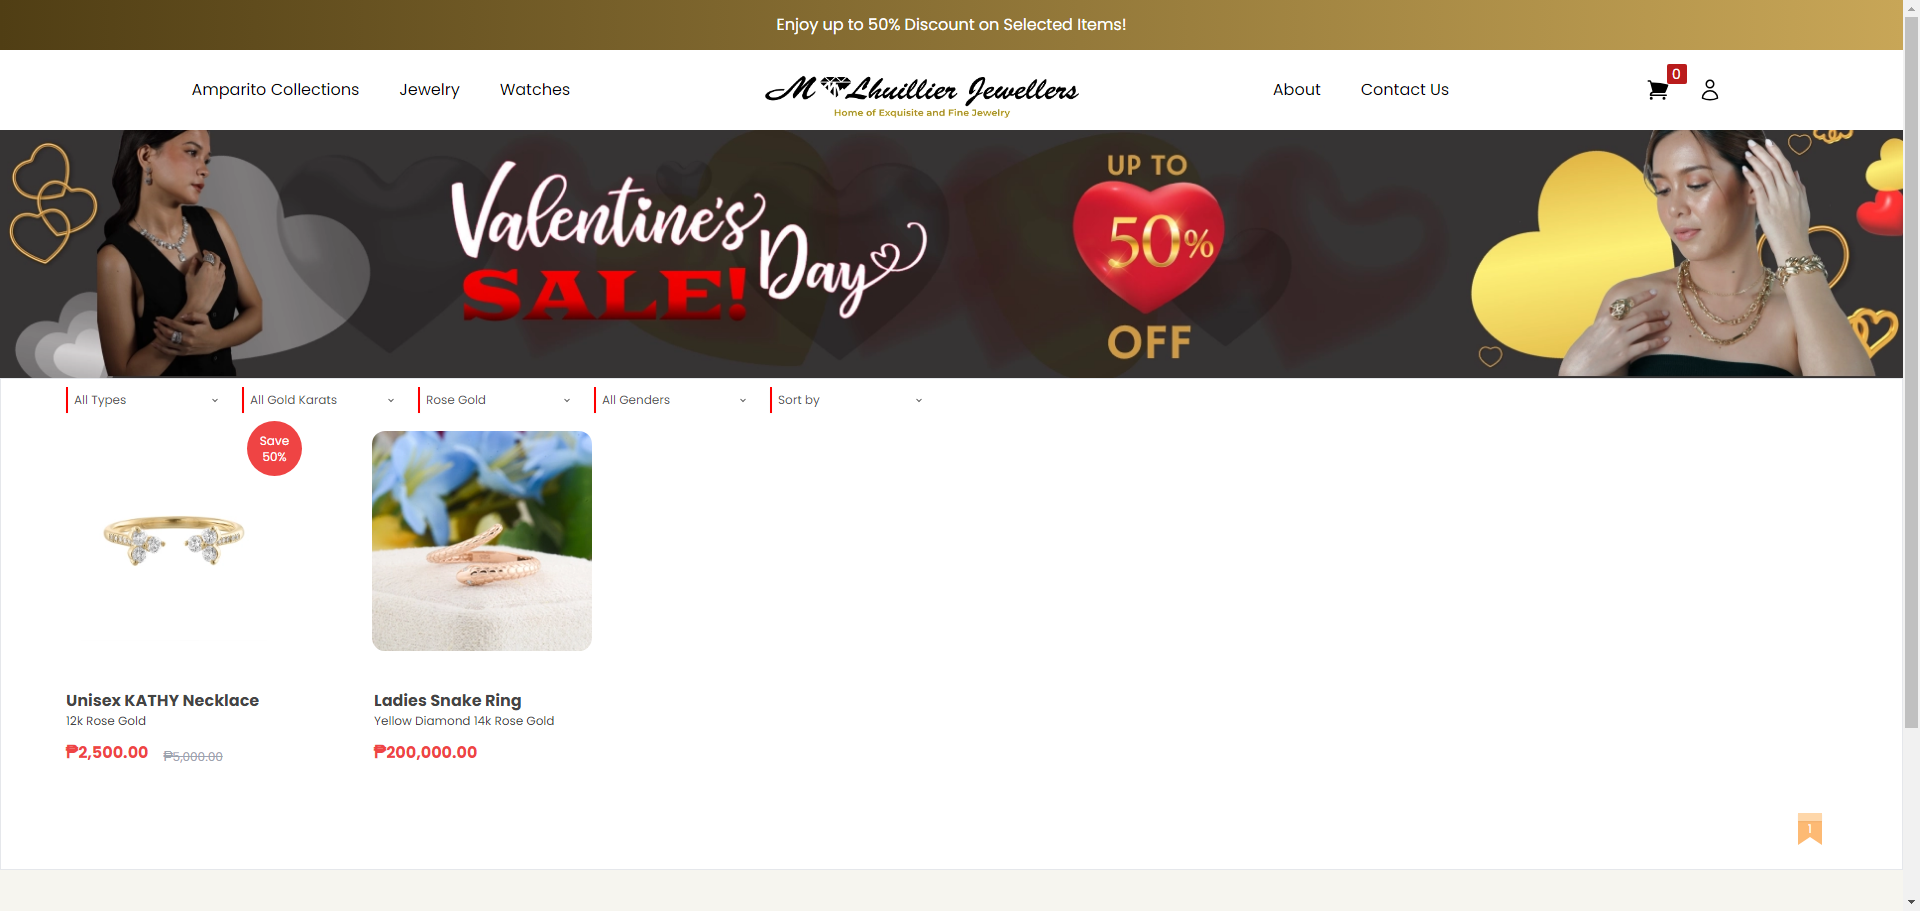 Enjoy up to 50% Discount on Selected Items!
Amparito Collections
Jewelry
Watches
M Lhuillier Jewellers
Home of Exquisite and Fine Jewelry
About
Contact Us
0
Valentine's
Day
SALE!
UP TO
50%
OFF
All Types
All Gold Karats
Rose Gold
All Genders
Sort by
Save
50%
Unisex KATHY Necklace
12k Rose Gold
₱2,500.00 ₱5,000.00
Ladies Snake Ring
Yellow Diamond 14k Rose Gold
₱200,000.00
1